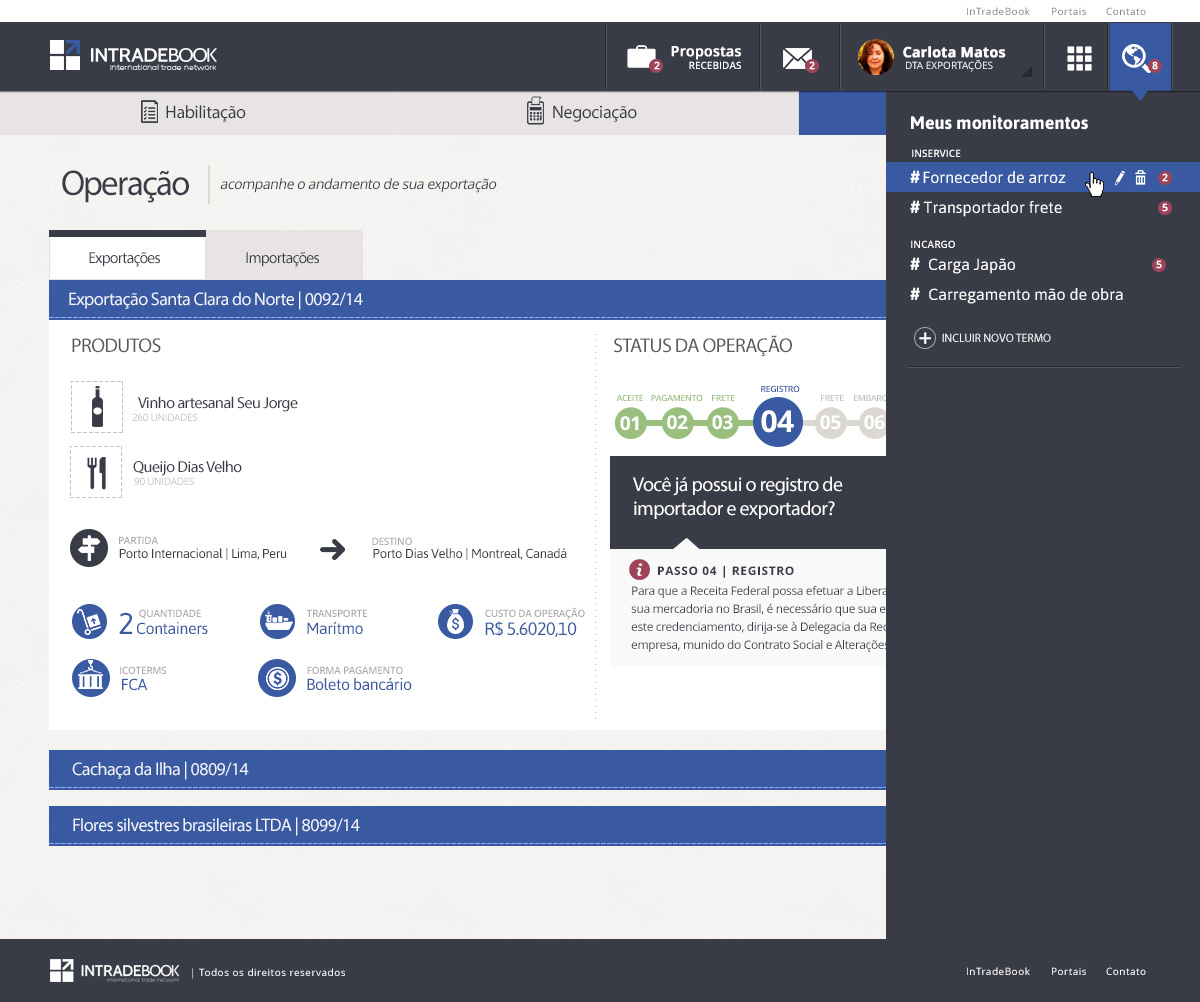 InTradeBook Portais Contato
INTRADEBOOK
international trade network
Propostas
RECEBIDAS
2
2
Carlota Matos
DTA EXPORTAÇÕES
8
Habilitação
Negociação
Operação
acompanhe o andamento de sua exportação
Exportações
Importações
Exportação Santa Clara do Norte | 0092/14
PRODUTOS
Vinho artesanal Seu Jorge
260 UNIDADES
Queijo Dias Velho
90 UNIDADES
PARTIDA
Porto Internacional | Lima, Peru
DESTINO
Porto Dias Velho | Montreal, Canadá
QUANTIDADE
2 Containers
TRANSPORTE
Marítmo
CUSTO DA OPERAÇÃO
R$ 5.6020,10
ICOTERMS
FCA
FORMA PAGAMENTO
Boleto bancário
STATUS DA OPERAÇÃO
ACEITE PAGAMENTO FRETE REGISTRO FRETE EMBARC
01 02 03 04 05 06
Você já possui o registro de
importador e exportador?
PASSO 04 | REGISTRO
Para que a Receita Federal possa efetuar a Libera
sua mercadoria no Brasil, é necessário que sua e
este credenciamento, dirija-se à Delegacia da Rec
empresa, munido do Contrato Social e Alterações
Cachaça da Ilha | 0809/14
Flores silvestres brasileiras LTDA | 8099/14
Meus monitoramentos
INSERVICE
#Fornecedor de arroz 2
#Transportador frete 5
INCARGO
# Carga Japão 5
# Carregamento mão de obra
INCLUIR NOVO TERMO
INTRADEBOOK
international trade network
| Todos os direitos reservados
InTradeBook Portais Contato